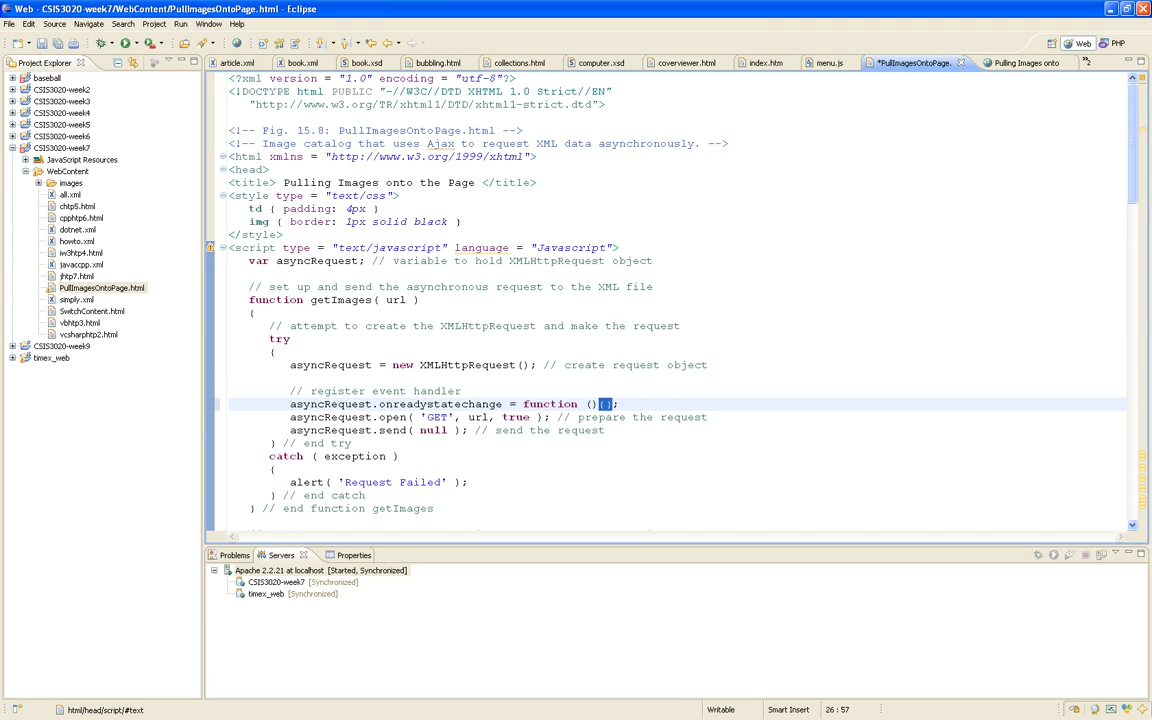 Web - CSIS3020-week7/WebContent/PullImagesOntoPage.html - Eclipse
File Edit Source Navigate Search Project Run Window Help
Web PHP
Project Explorer
article.xml book.xml book.xsd bubbling.html collections.html computer.xsd coverviewer.html index.htm menu.js *PullImagesOntoPage. Pulling Images onto
baseball
CSIS3020-week2
CSIS3020-week3
CSIS3020-week4
CSIS3020-week5
CSIS3020-week6
CSIS3020-week7
JavaScript Resources
WebContent
images
all.xml
chtp5.html
cpphtp6.html
dotnet.xml
howto.xml
iw3htp4.html
javaccpp.xml
jhtp7.html
PullImagesOntoPage.html
simply.xml
SwitchContent.html
vbhtp3.html
vcsharphtp2.html
CSIS3020-week9
timex_web
<?xml version = "1.0" encoding = "utf-8"?>
<!DOCTYPE html PUBLIC "-//W3C//DTD XHTML 1.0 Strict//EN"
"http://www.w3.org/TR/xhtml1/DTD/xhtml1-strict.dtd">
<!-- Fig. 15.8: PullImagesOntoPage.html -->
<!-- Image catalog that uses Ajax to request XML data asynchronously. -->
<html xmlns = "http://www.w3.org/1999/xhtml">
<head>
<title> Pulling Images onto the Page </title>
<style type = "text/css">
td { padding: 4px }
img { border: 1px solid black }
</style>
<script type = "text/javascript" language = "Javascript">
var asyncRequest; // variable to hold XMLHttpRequest object
// set up and send the asynchronous request to the XML file
function getImages( url )
{
// attempt to create the XMLHttpRequest and make the request
try
{
asyncRequest = new XMLHttpRequest(); // create request object
// register event handler
asyncRequest.onreadystatechange = function (){};
asyncRequest.open( 'GET', url, true ); // prepare the request
asyncRequest.send( null ); // send the request
} // end try
catch ( exception )
{
alert( 'Request Failed' );
} // end catch
} // end function getImages
Problems Servers Properties
Apache 2.2.21 at localhost [Started, Synchronized]
CSIS3020-week7 [Synchronized]
timex_web [Synchronized]
html/head/script/#text Writable Smart Insert 26 : 57